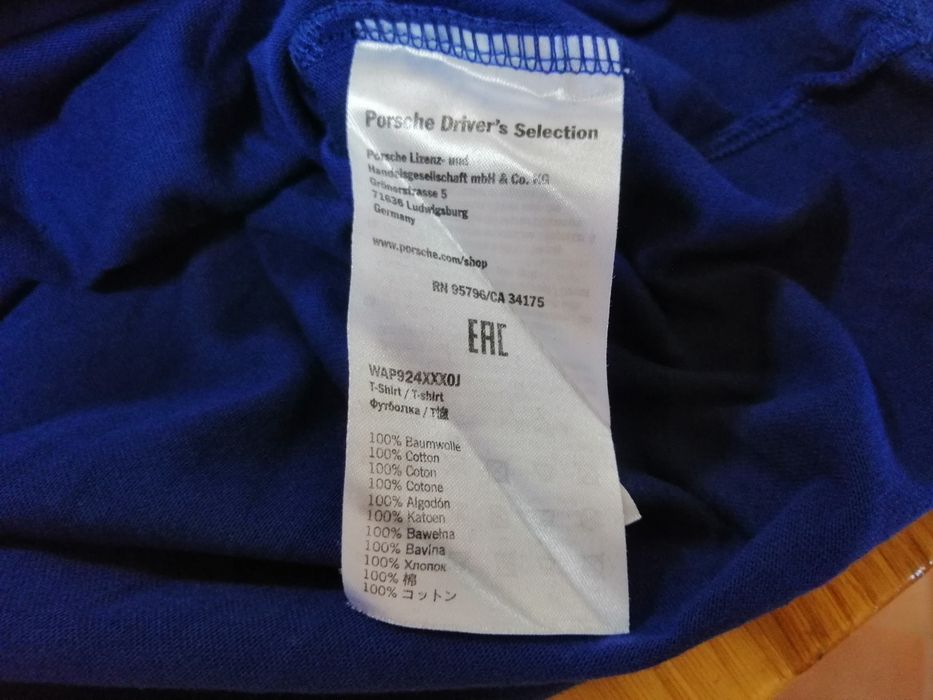 Porsche Driver's Selection
Porsche Lizenz- und
Handelsgesellschaft mbH & Co. KG
Grönerstrasse 5
71636 Ludwigsburg
Germany
www.porsche.com/shop
RN 95796/CA 34175
EAC
WAP924XXX0J
T-Shirt / T-shirt
Футболка / T恤
100% Baumwolle
100% Cotton
100% Coton
100% Cotone
100% Algodón
100% Katoen
100% Bawełna
100% Bavlna
100% Хлопок
100% 棉
100% コットン